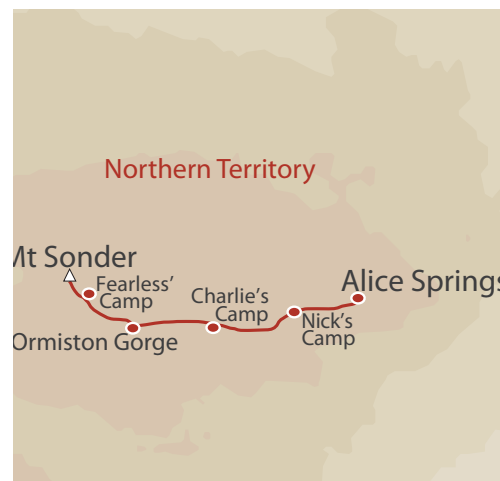 Northern Territory
Mt Sonder
Fearless’
Camp
Charlie’s
Camp
Alice Springs
Nick’s
Camp
Ormiston Gorge